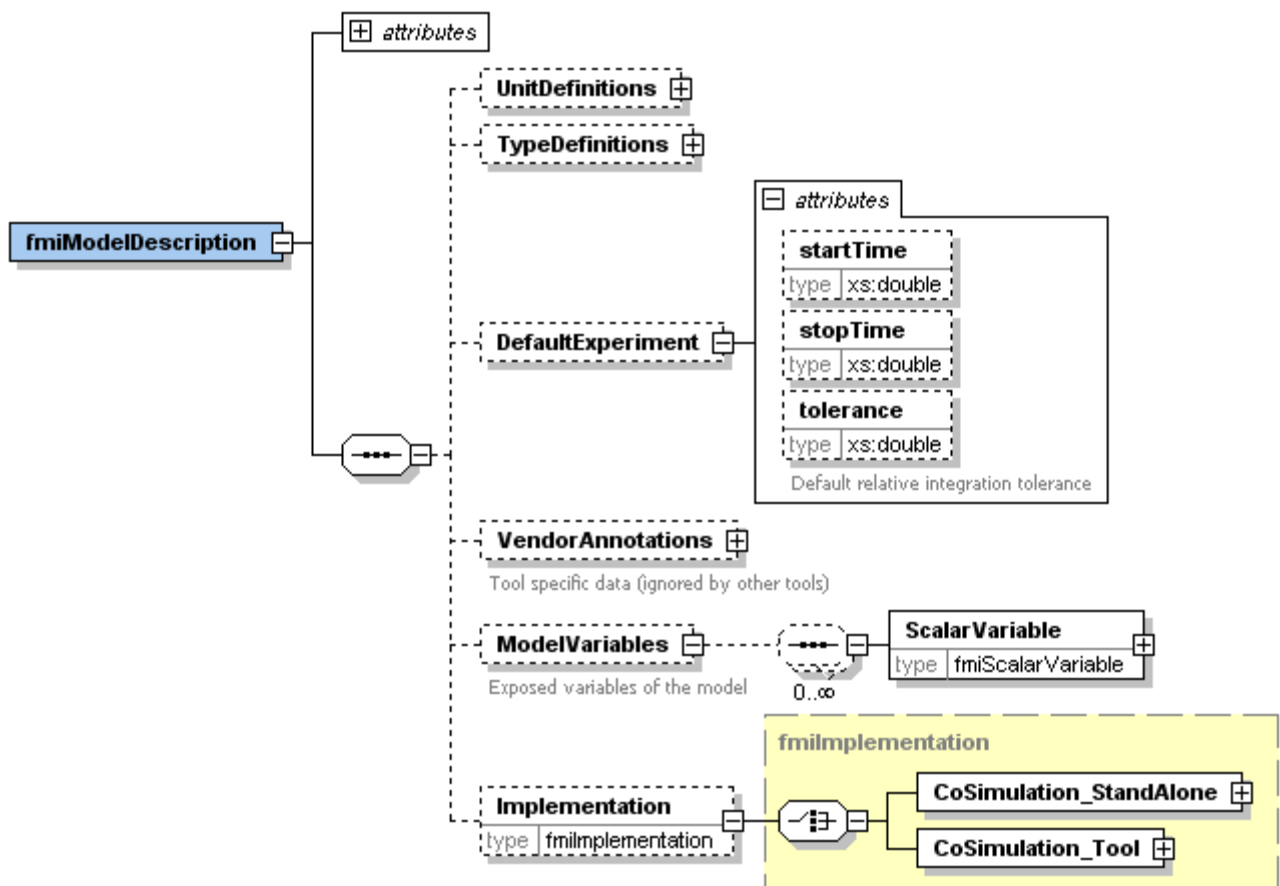 attributes
UnitDefinitions
TypeDefinitions
attributes
fmiModelDescription
startTime
type xs:double
stopTime
type xs:double
DefaultExperiment
tolerance
type xs:double
Default relative integration tolerance
VendorAnnotations
Tool specific data (ignored by other tools)
ModelVariables
Exposed variables of the model
0..∞
ScalarVariable
type fmiScalarVariable
fmiImplementation
Implementation
type fmiImplementation
CoSimulation_StandAlone
CoSimulation_Tool